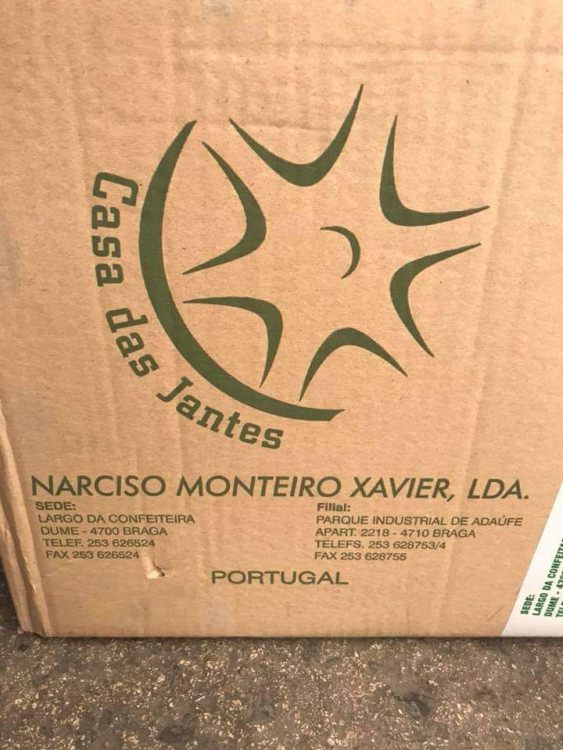 Casa das Jantes
NARCISO MONTEIRO XAVIER, LDA.
SEDE:
LARGO DA CONFEITEIRA
DUME - 4700 BRAGA
TELEF. 253 626524
FAX 253 626524
Filial:
PARQUE INDUSTRIAL DE ADAÚFE
APART. 2218 - 4710 BRAGA
TELEFS. 253 628753/4
FAX 253 628755
PORTUGAL
SEDE:
LARGO DA
DUME